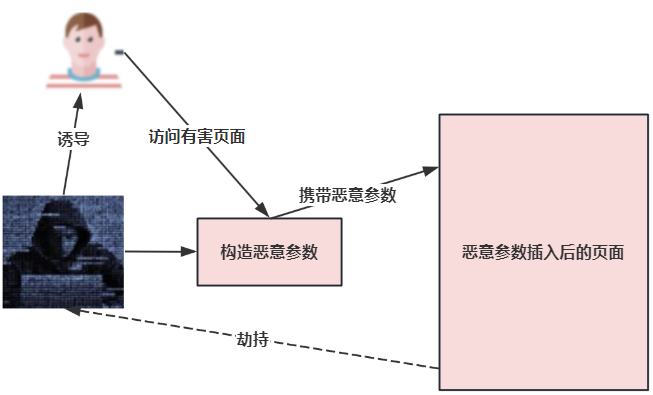 诱导
访问有害页面
携带恶意参数
构造恶意参数
恶意参数插入后的页面
劫持